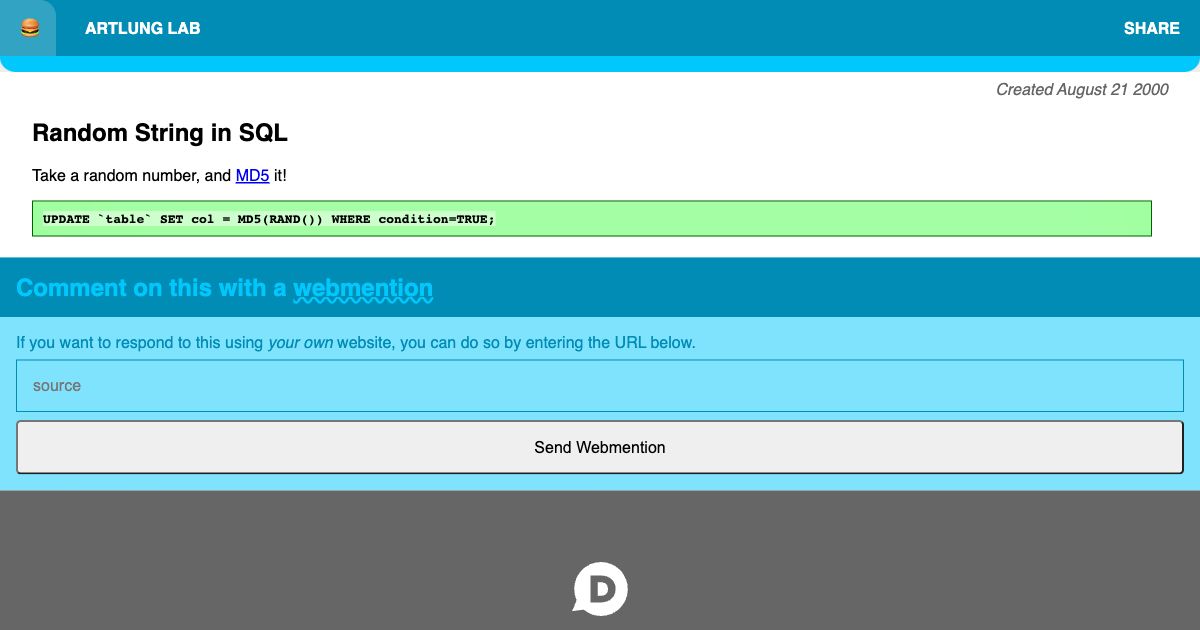 ARTLUNG LAB
SHARE
Created August 21 2000
Random String in SQL
Take a random number, and MD5 it!
UPDATE `table` SET col = MD5(RAND()) WHERE condition=TRUE;
Comment on this with a webmention
If you want to respond to this using your own website, you can do so by entering the URL below.
source
Send Webmention
D